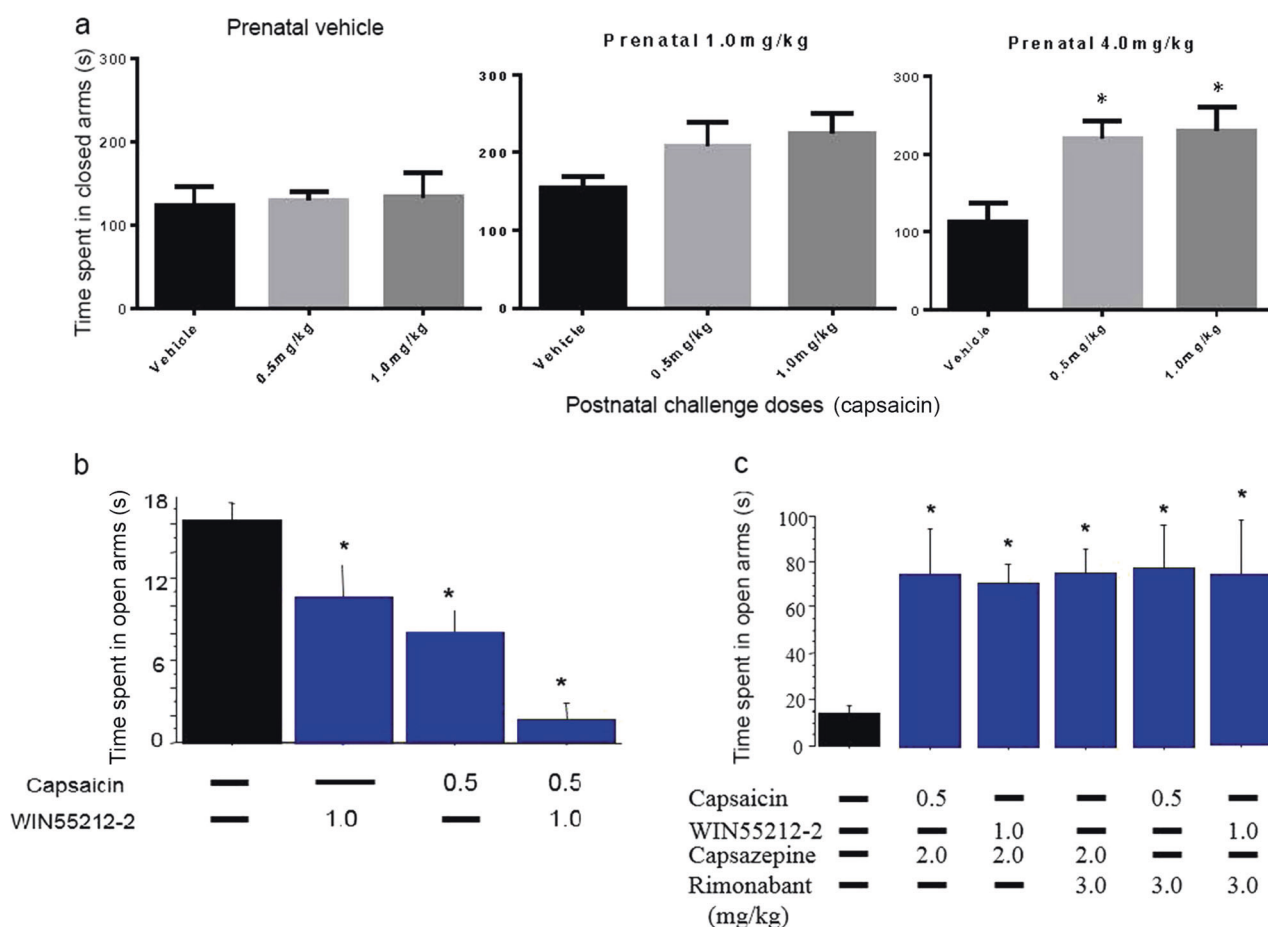 a
Prenatal vehicle
Prenatal 1.0mg/kg
Prenatal 4.0mg/kg
Time spent in closed arms (s)
300
200
100
0
300
200
100
0
300
200
100
0
*
*
Vehicle
0.5mg/kg
1.0mg/kg
Vehicle
0.5mg/kg
1.0mg/kg
Vehicle
0.5mg/kg
1.0mg/kg
Postnatal challenge doses (capsaicin)
b
Time spent in open arms (s)
18
12
6
0
*
*
*
Capsaicin — — 0.5 0.5
WIN55212-2 — 1.0 — 1.0
c
Time spent in open arms (s)
100
80
60
40
20
0
*
*
*
*
*
Capsaicin — 0.5 — — 0.5 —
WIN55212-2 — — 1.0 — — 1.0
Capsazepine — 2.0 2.0 2.0 — —
Rimonabant — — — 3.0 3.0 3.0
(mg/kg)